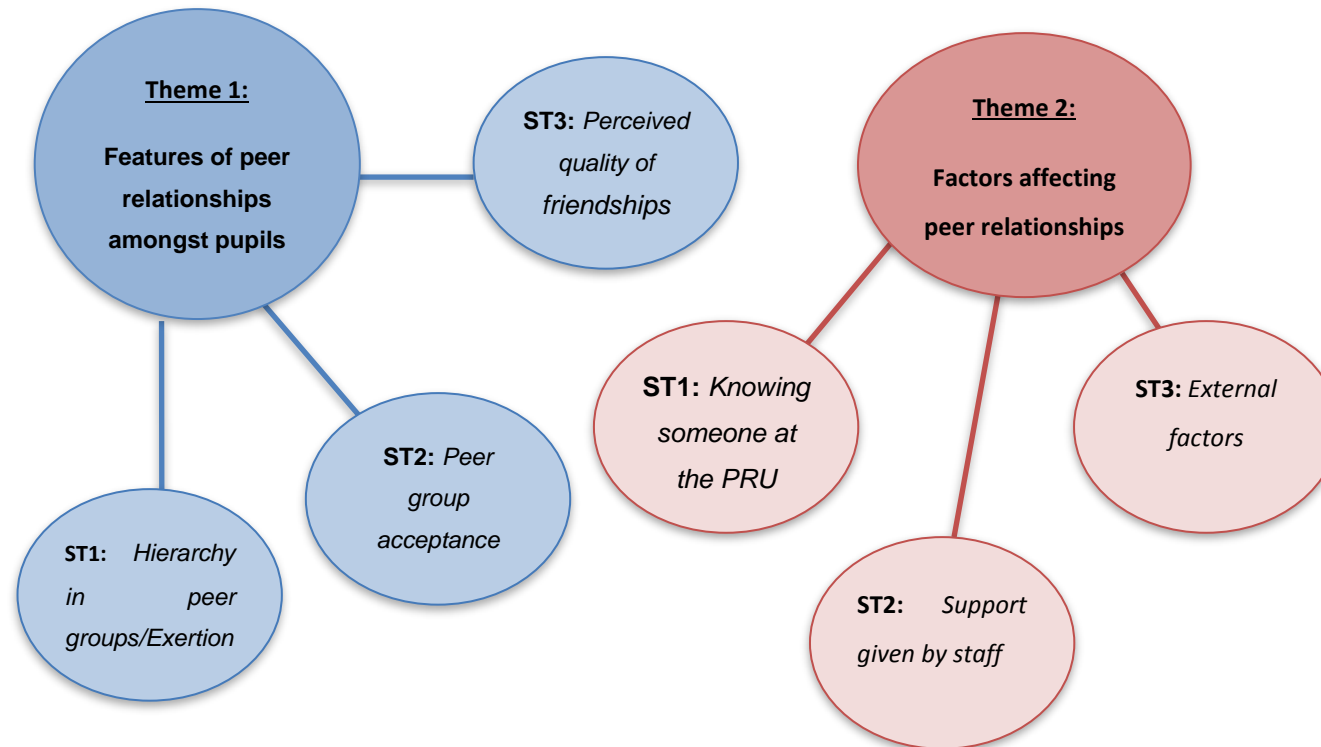 Theme 1:
Features of peer
relationships
amongst pupils
ST3: Perceived
quality of
friendships
ST2: Peer
group
acceptance
ST1: Hierarchy
in peer
groups/Exertion
Theme 2:
Factors affecting
peer relationships
ST1: Knowing
someone at
the PRU
ST2: Support
given by staff
ST3: External
factors